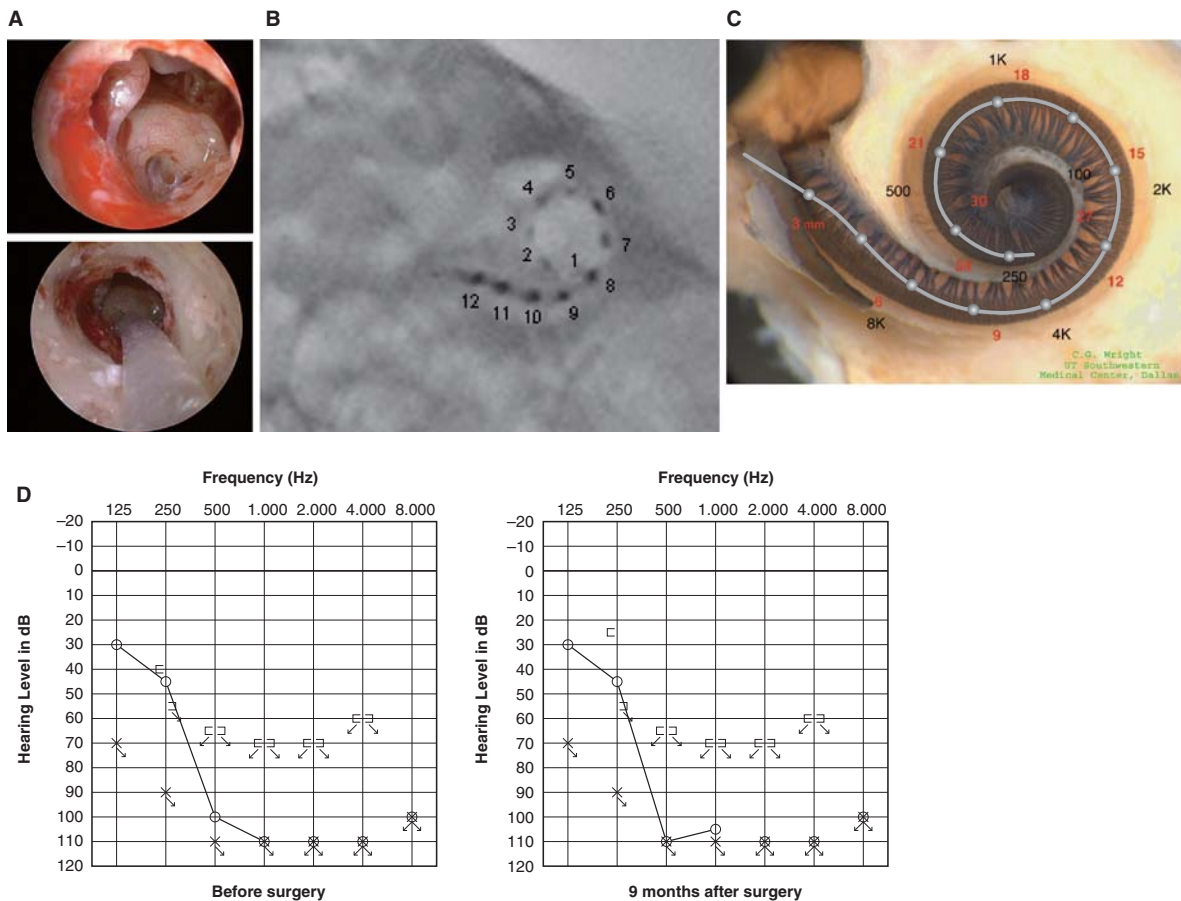 A
B
C
5
4
6
3
7
2
1
8
12
11
10
9
1K
18
21
15
500
100
2K
30
27
3 mm
250
12
6
8K
9
4K
C.G. Wright
UT Southwestern
Medical Center, Dallas
D
Frequency (Hz)
125 250 500 1.000 2.000 4.000 8.000
Hearing Level in dB
–20
–10
0
10
20
30
40
50
60
70
80
90
100
110
120
Before surgery
Frequency (Hz)
125 250 500 1.000 2.000 4.000 8.000
Hearing Level in dB
–20
–10
0
10
20
30
40
50
60
70
80
90
100
110
120
9 months after surgery